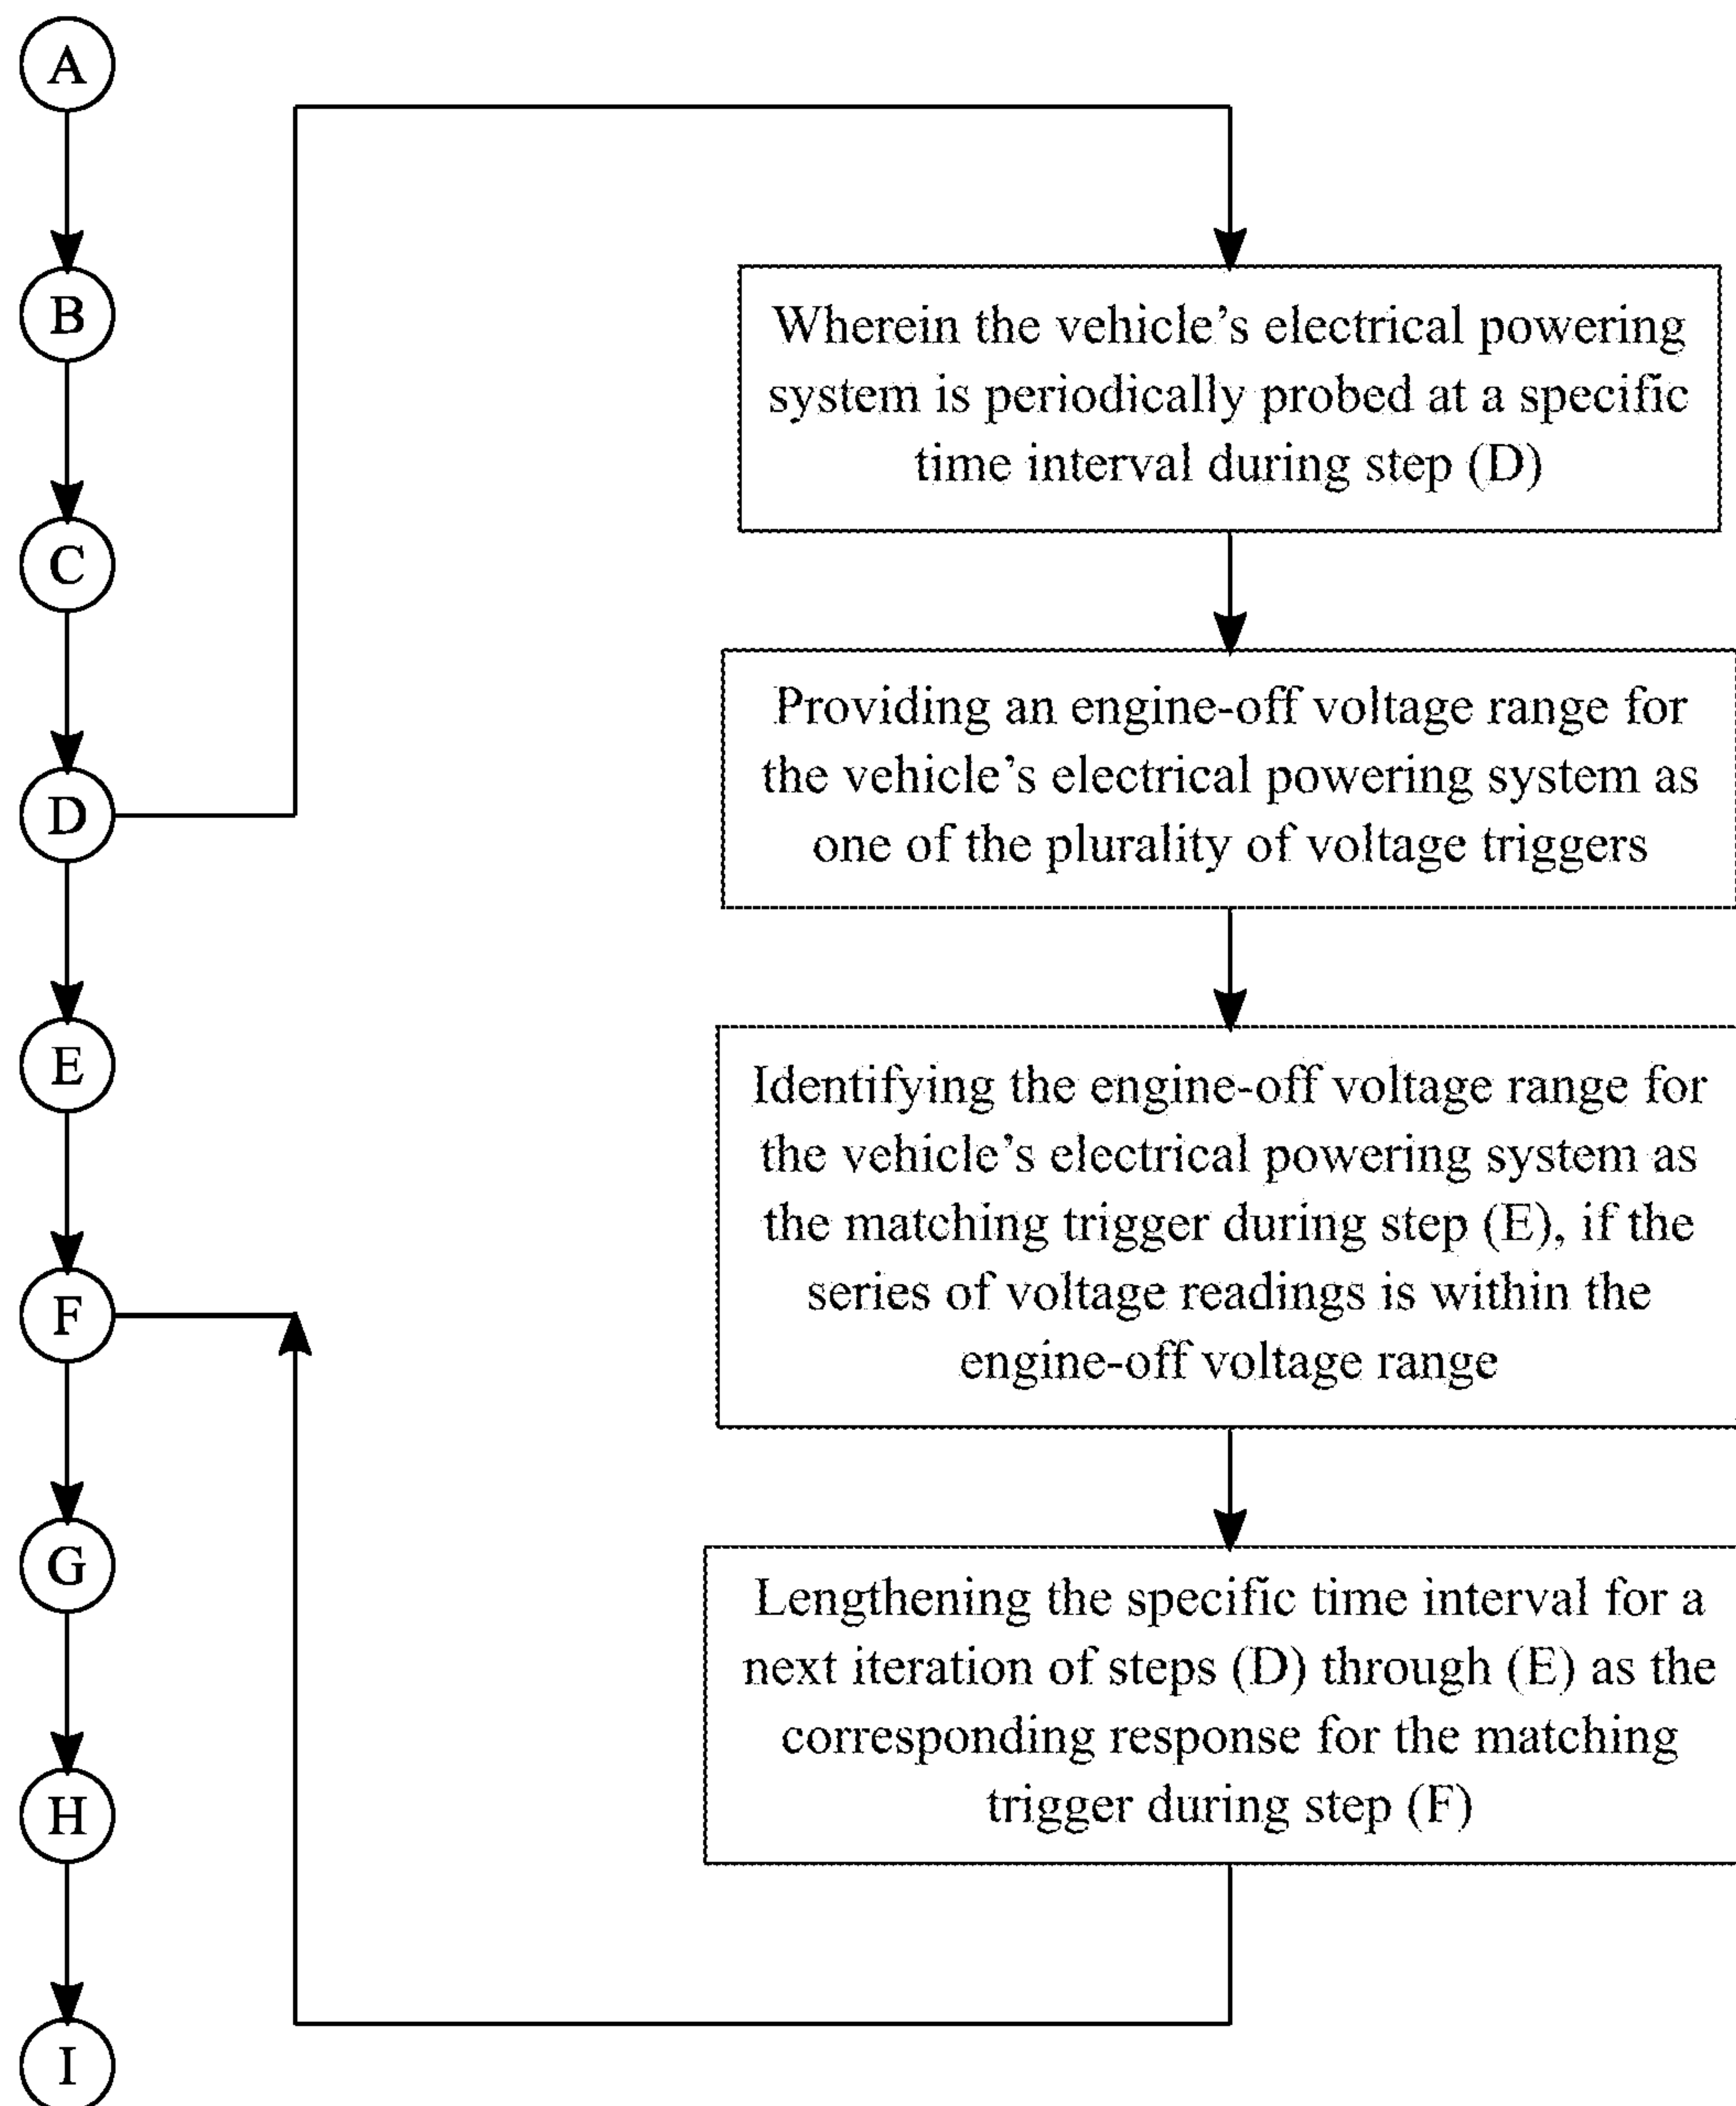 A
B
C
D
E
F
G
H
I
Wherein the vehicle’s electrical powering
system is periodically probed at a specific
time interval during step (D)
Providing an engine-off voltage range for
the vehicle’s electrical powering system as
one of the plurality of voltage triggers
Identifying the engine-off voltage range for
the vehicle’s electrical powering system as
the matching trigger during step (E), if the
series of voltage readings is within the
engine-off voltage range
Lengthening the specific time interval for a
next iteration of steps (D) through (E) as the
corresponding response for the matching
trigger during step (F)